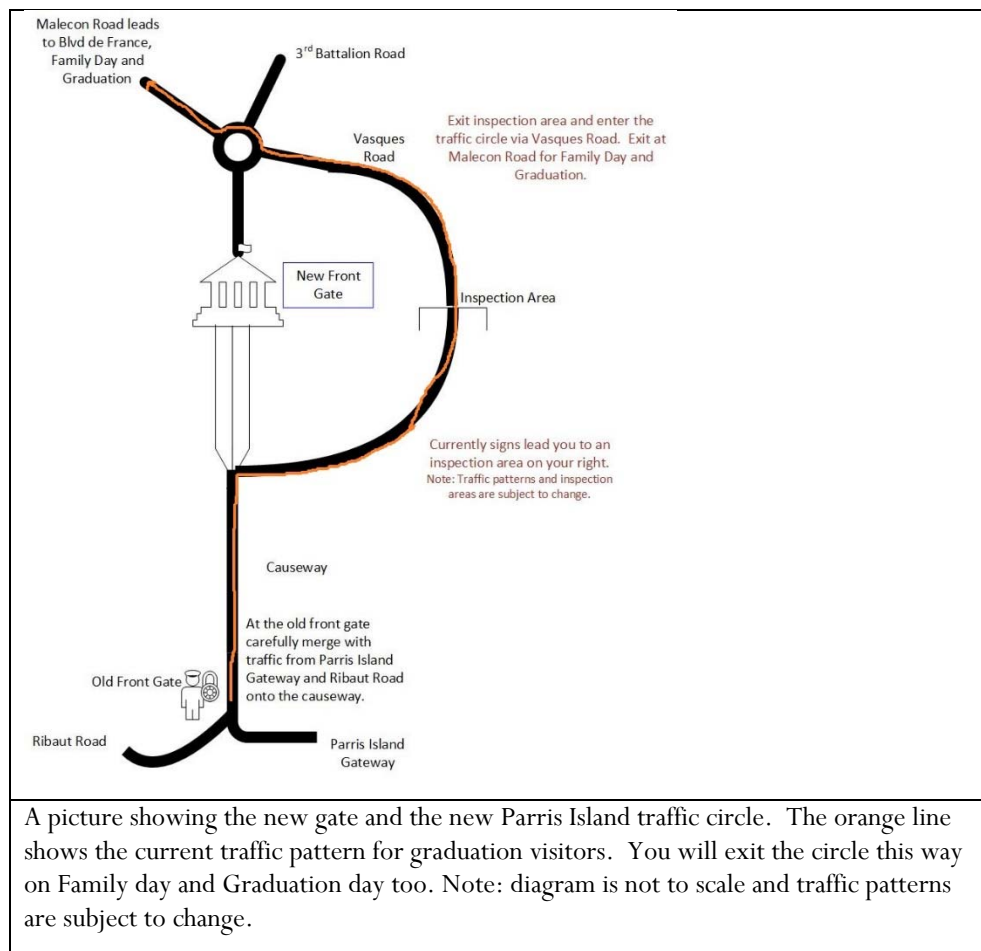 Malecon Road leads
to Blvd de France,
Family Day and
Graduation
3rd Battalion Road
Vasques
Road
Exit inspection area and enter the
traffic circle via Vasques Road.  Exit at
Malecon Road for Family Day and
Graduation.
New Front
Gate
Inspection Area
Currently signs lead you to an
inspection area on your right.
Note: Traffic patterns and inspection
areas are subject to change.
Causeway
At the old front gate
carefully merge with
traffic from Parris Island
Gateway and Ribaut Road
onto the causeway.
Old Front Gate
Ribaut Road
Parris Island
Gateway
A picture showing the new gate and the new Parris Island traffic circle.  The orange line
shows the current traffic pattern for graduation visitors.  You will exit the circle this way
on Family day and Graduation day too. Note: diagram is not to scale and traffic patterns
are subject to change.